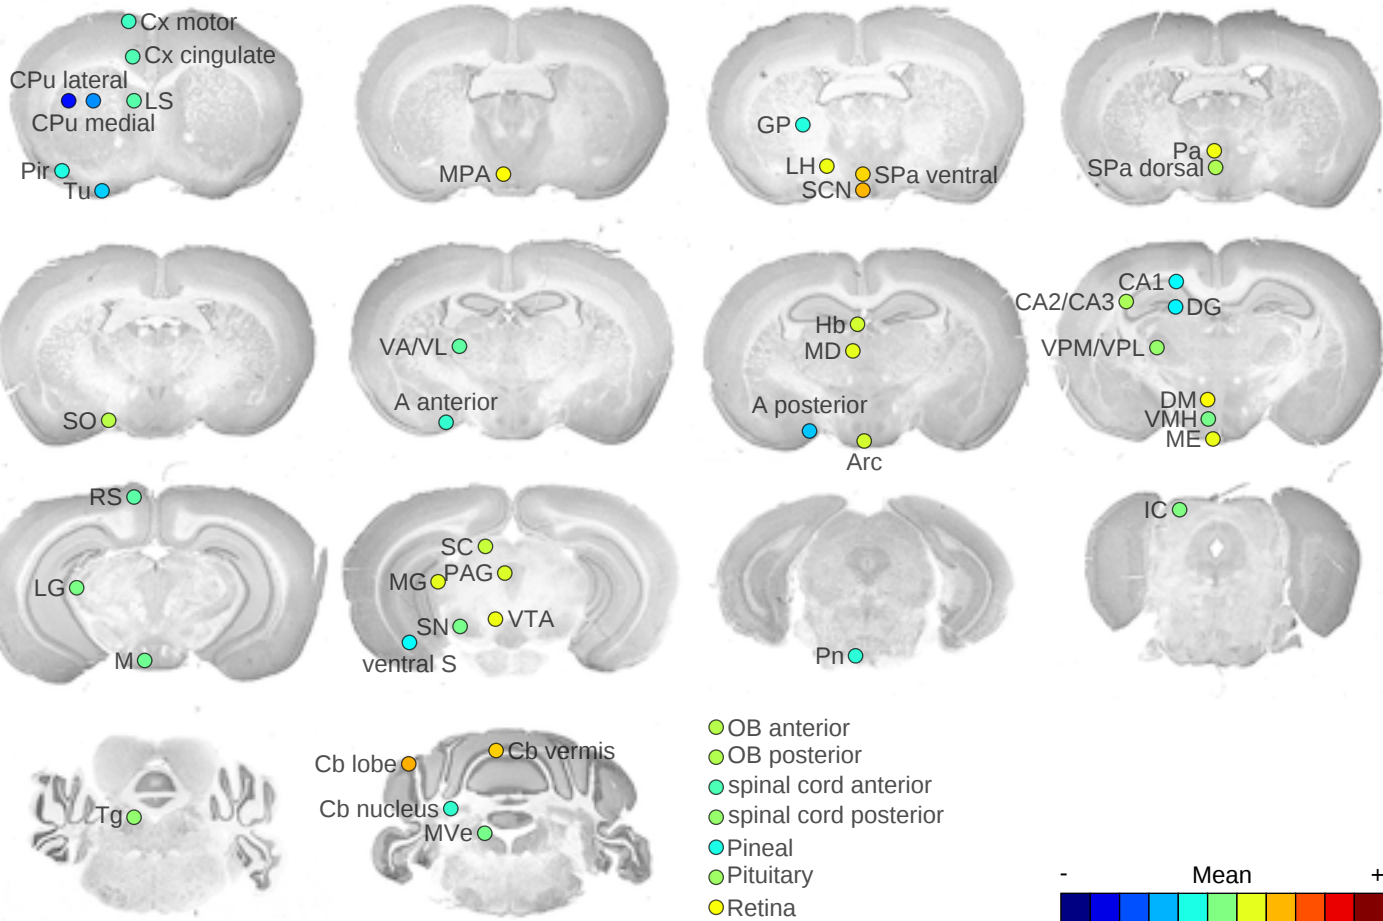 Cx motor
Cx cingulate
CPu lateral
LS
CPu medial
Pir
Tu
MPA
GP
LH
SPa ventral
SCN
Pa
SPa dorsal
SO
VA/VL
A anterior
Hb
MD
A posterior
Arc
CA1
CA2/CA3
DG
VPM/VPL
DM
VMH
ME
RS
LG
M
SC
MG
PAG
SN
VTA
ventral S
Pn
IC
Tg
Cb lobe
Cb vermis
Cb nucleus
MVe
OB anterior
OB posterior
spinal cord anterior
spinal cord posterior
Pineal
Pituitary
Retina
- Mean +